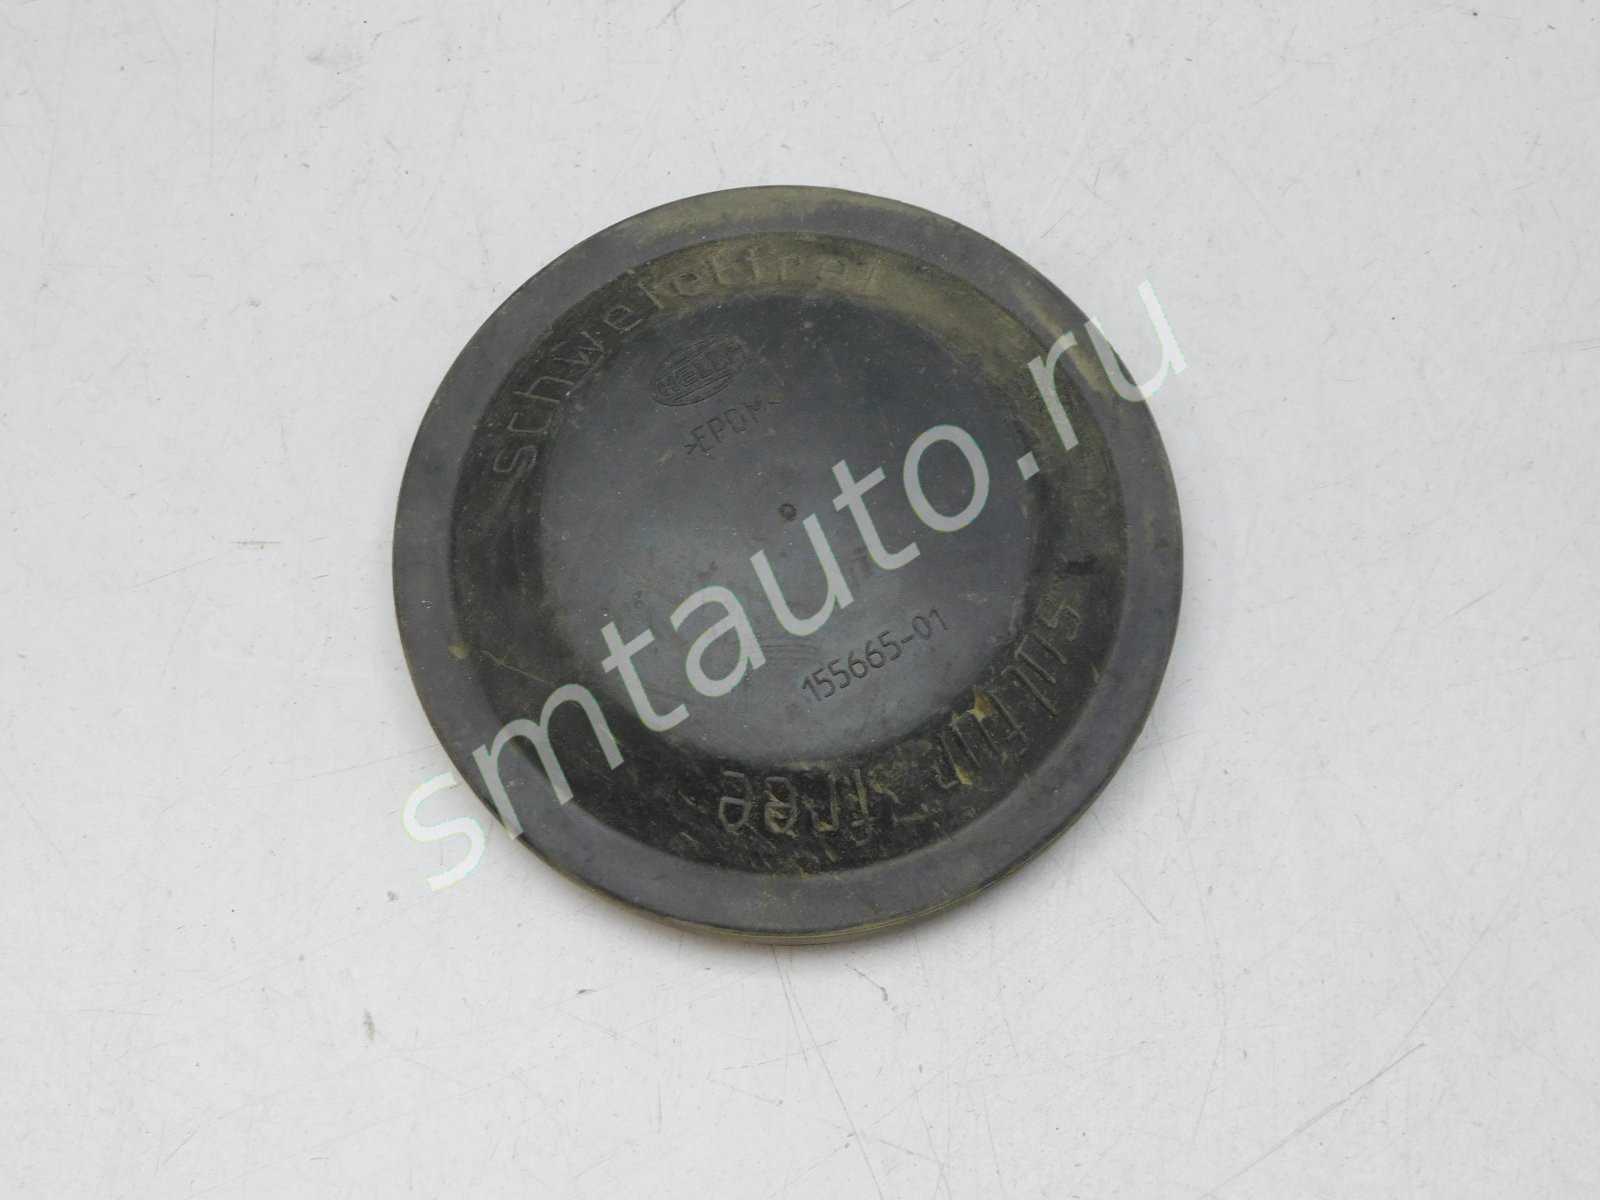 schwefelfrei
HELLA
>EPDM<
155665-01
sulfur-free
smtauto.ru